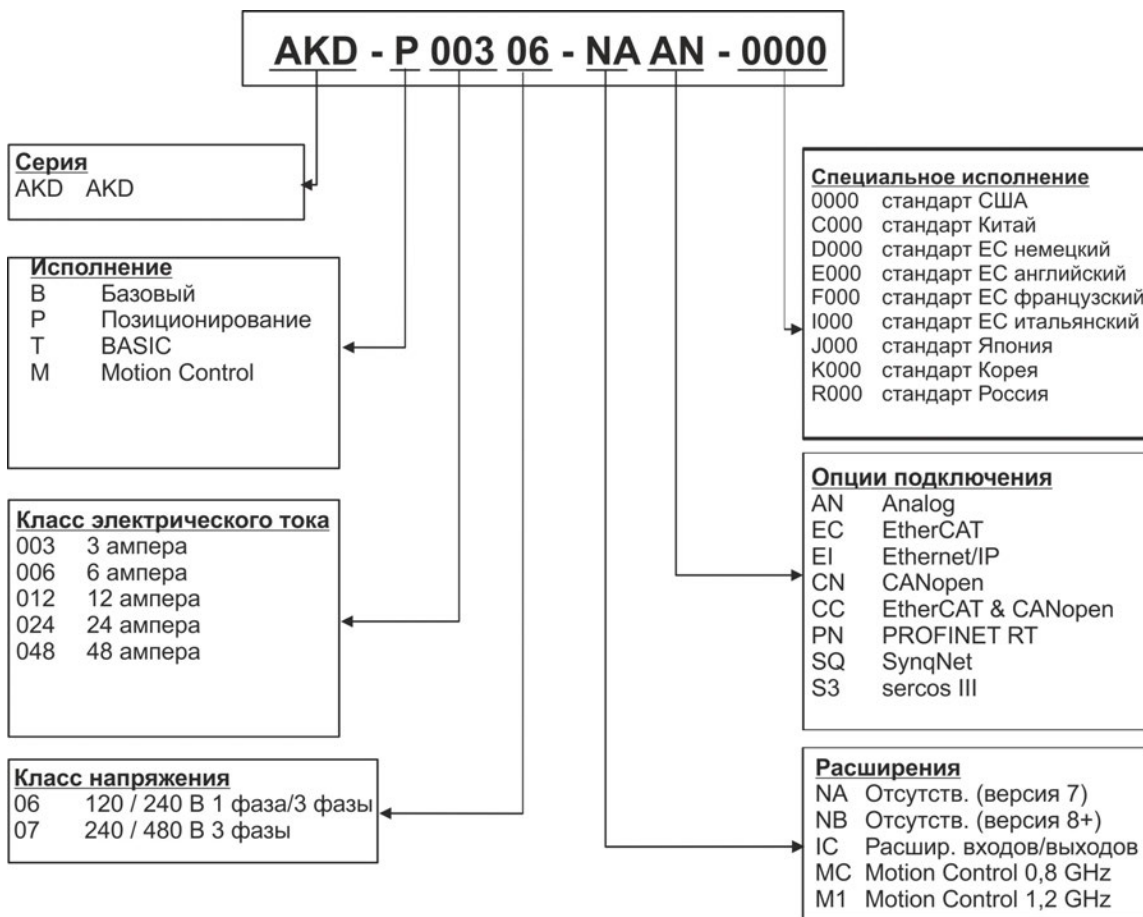 AKD - P 003 06 - NA AN - 0000
Серия
AKD AKD
Исполнение
B Базовый
P Позиционирование
T BASIC
M Motion Control
Класс электрического тока
003 3 ампера
006 6 ампера
012 12 ампера
024 24 ампера
048 48 ампера
Класс напряжения
06 120 / 240 В 1 фаза/3 фазы
07 240 / 480 В 3 фазы
Специальное исполнение
0000 стандарт США
C000 стандарт Китай
D000 стандарт ЕС немецкий
E000 стандарт ЕС английский
F000 стандарт ЕС французский
I000 стандарт ЕС итальянский
J000 стандарт Япония
K000 стандарт Корея
R000 стандарт Россия
Опции подключения
AN Analog
EC EtherCAT
EI Ethernet/IP
CN CANopen
CC EtherCAT & CANopen
PN PROFINET RT
SQ SynqNet
S3 sercos III
Расширения
NA Отсутств. (версия 7)
NB Отсутств. (версия 8+)
IC Расшир. входов/выходов
MC Motion Control 0,8 GHz
M1 Motion Control 1,2 GHz